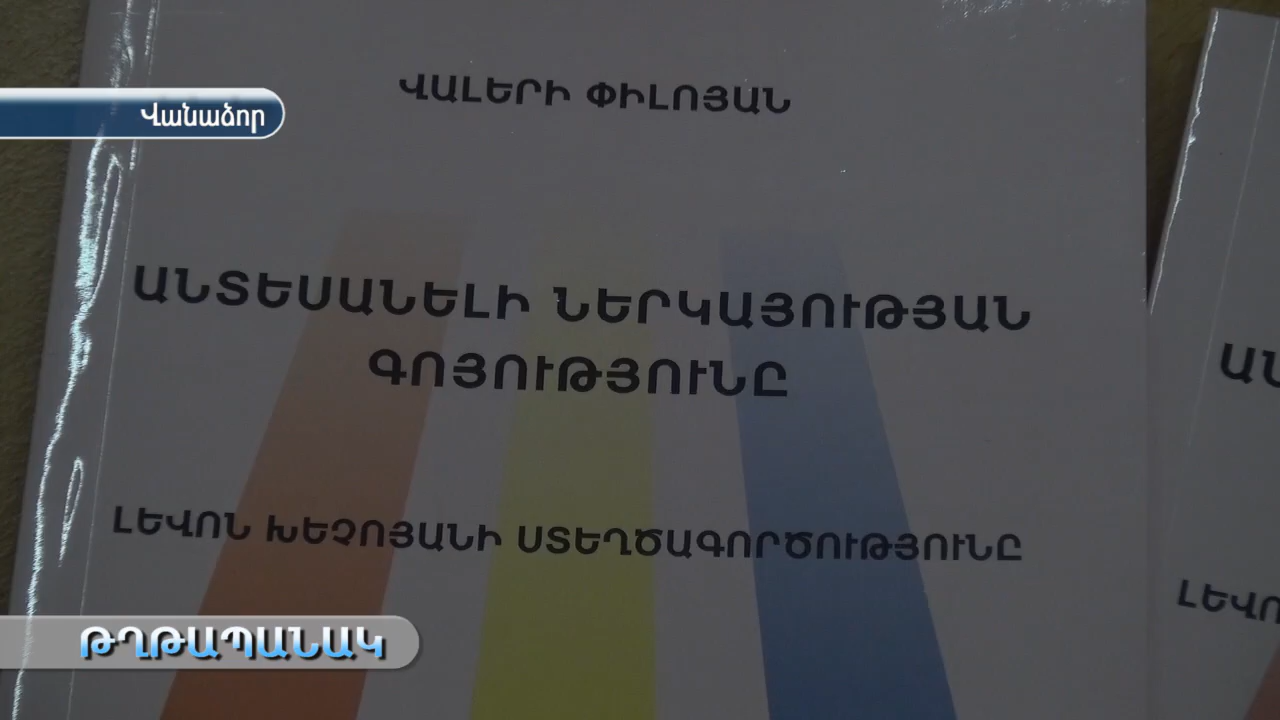 ՎԱԼԵՐԻ ՓԻԼՈՅԱՆ
Վանաձոր
ԱՆՏԵՍԱՆԵԼԻ ՆԵՐԿԱՅՈՒԹՅԱՆ
ԳՈՅՈՒԹՅՈՒՆԸ
ԼԵՎՈՆ ԽԵՉՈՅԱՆԻ ՍՏԵՂԾԱԳՈՐԾՈՒԹՅՈՒՆԸ
ԹՂԹԱՊԱՆԱԿ